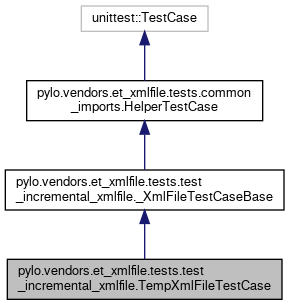 unittest::TestCase
pylo.vendors.et_xmlfile.tests.common
_imports.HelperTestCase
pylo.vendors.et_xmlfile.tests.test
_incremental_xmlfile._XmlFileTestCaseBase
pylo.vendors.et_xmlfile.tests.test
_incremental_xmlfile.TempXmlFileTestCase